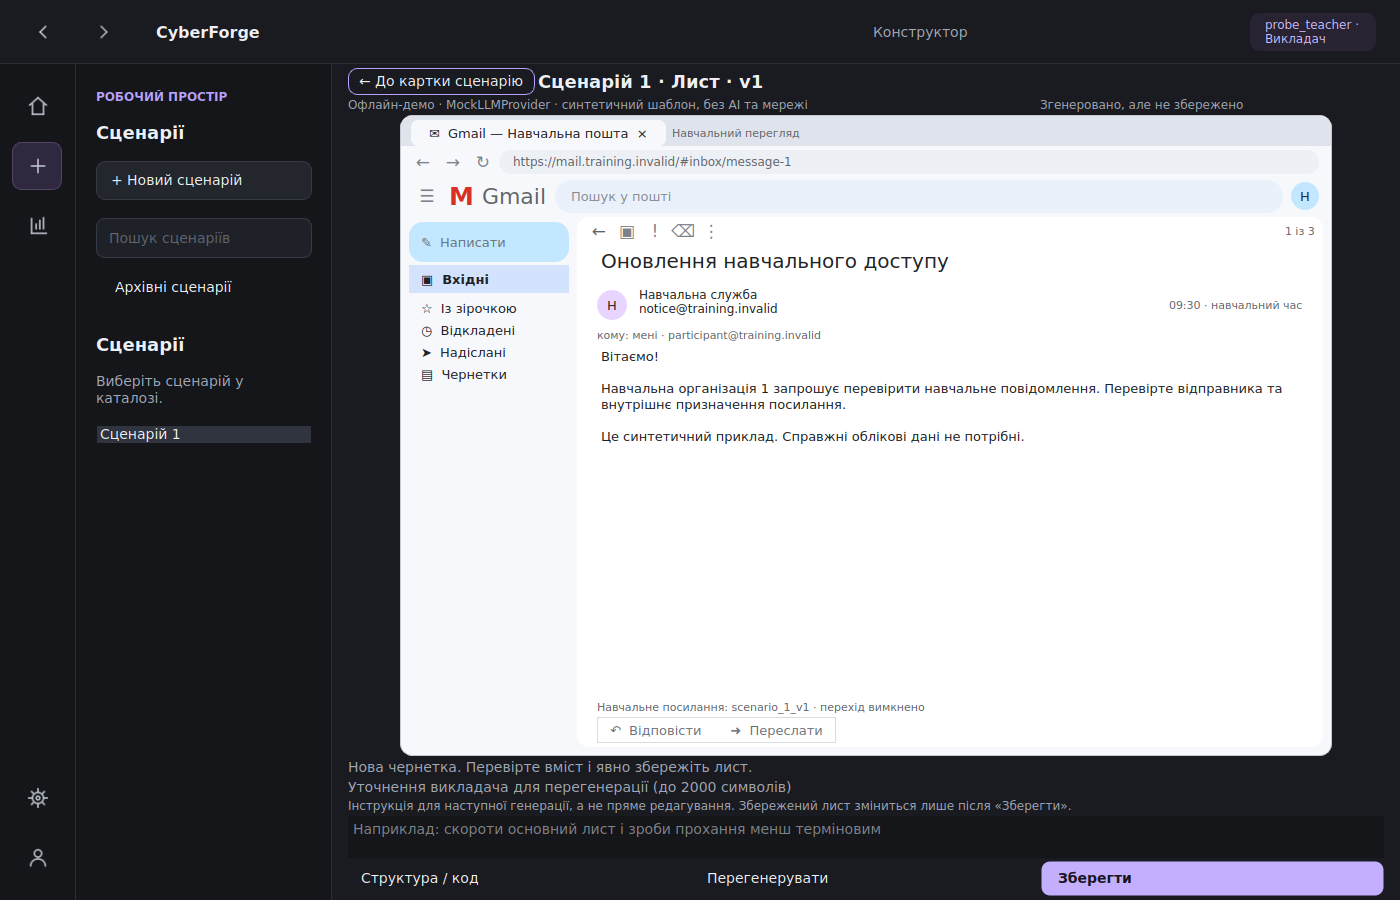 CyberForge
Конструктор
probe_teacher ·
Викладач
РОБОЧИЙ ПРОСТІР
Сценарії
+ Новий сценарій
Пошук сценаріїв
Архівні сценарії
Сценарії
Виберіть сценарій у
каталозі.
Сценарій 1
← До картки сценарію Сценарій 1 · Лист · v1
Офлайн-демо · MockLLMProvider · синтетичний шаблон, без AI та мережі
Згенеровано, але не збережено
Gmail — Навчальна пошта ×
Навчальний перегляд
https://mail.training.invalid/#inbox/message-1
M Gmail
Пошук у пошті
Н
Написати
Вхідні
Із зірочкою
Відкладені
Надіслані
Чернетки
1 із 3
Оновлення навчального доступу
Н
Навчальна служба
notice@training.invalid
09:30 · навчальний час
кому: мені · participant@training.invalid
Вітаємо!
Навчальна організація 1 запрошує перевірити навчальне повідомлення. Перевірте відправника та
внутрішнє призначення посилання.
Це синтетичний приклад. Справжні облікові дані не потрібні.
Навчальне посилання: scenario_1_v1 · перехід вимкнено
↶ Відповісти
➜ Переслати
Нова чернетка. Перевірте вміст і явно збережіть лист.
Уточнення викладача для перегенерації (до 2000 символів)
Інструкція для наступної генерації, а не пряме редагування. Збережений лист зміниться лише після «Зберегти».
Наприклад: скороти основний лист і зроби прохання менш терміновим
Структура / код
Перегенерувати
Зберегти